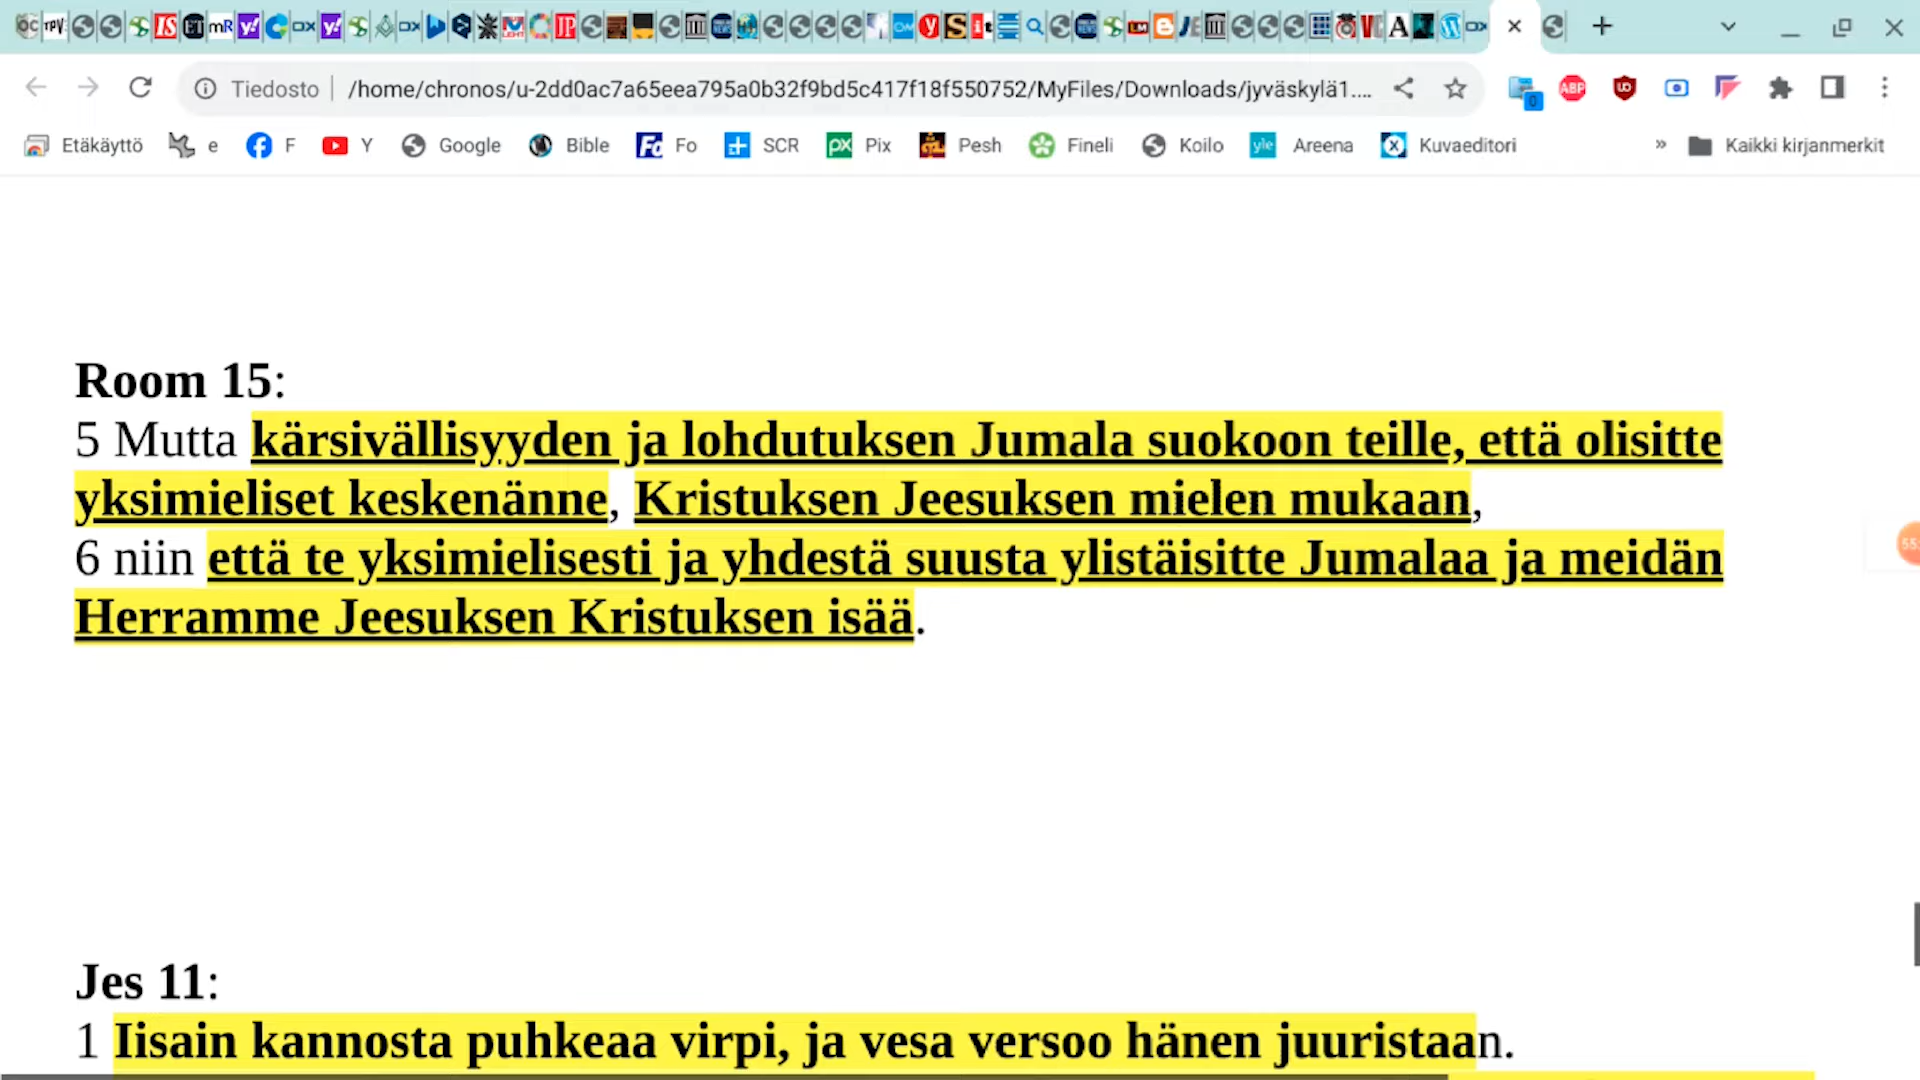 Tiedosto /home/chronos/u-2dd0ac7a65eea795a0b32f9bd5c417f18f550752/MyFiles/Downloads/jyväskylä1....
Etäkäyttö e F Y Google Bible Fo SCR Pix Pesh Fineli Koilo Areena Kuvaeditori » Kaikki kirjanmerkit
Room 15:
5 Mutta kärsivällisyyden ja lohdutuksen Jumala suokoon teille, että olisitte
yksimieliset keskenänne, Kristuksen Jeesuksen mielen mukaan,
6 niin että te yksimielisesti ja yhdestä suusta ylistäisitte Jumalaa ja meidän
Herramme Jeesuksen Kristuksen isää.
Jes 11:
1 Iisain kannosta puhkeaa virpi, ja vesa versoo hänen juuristaan.